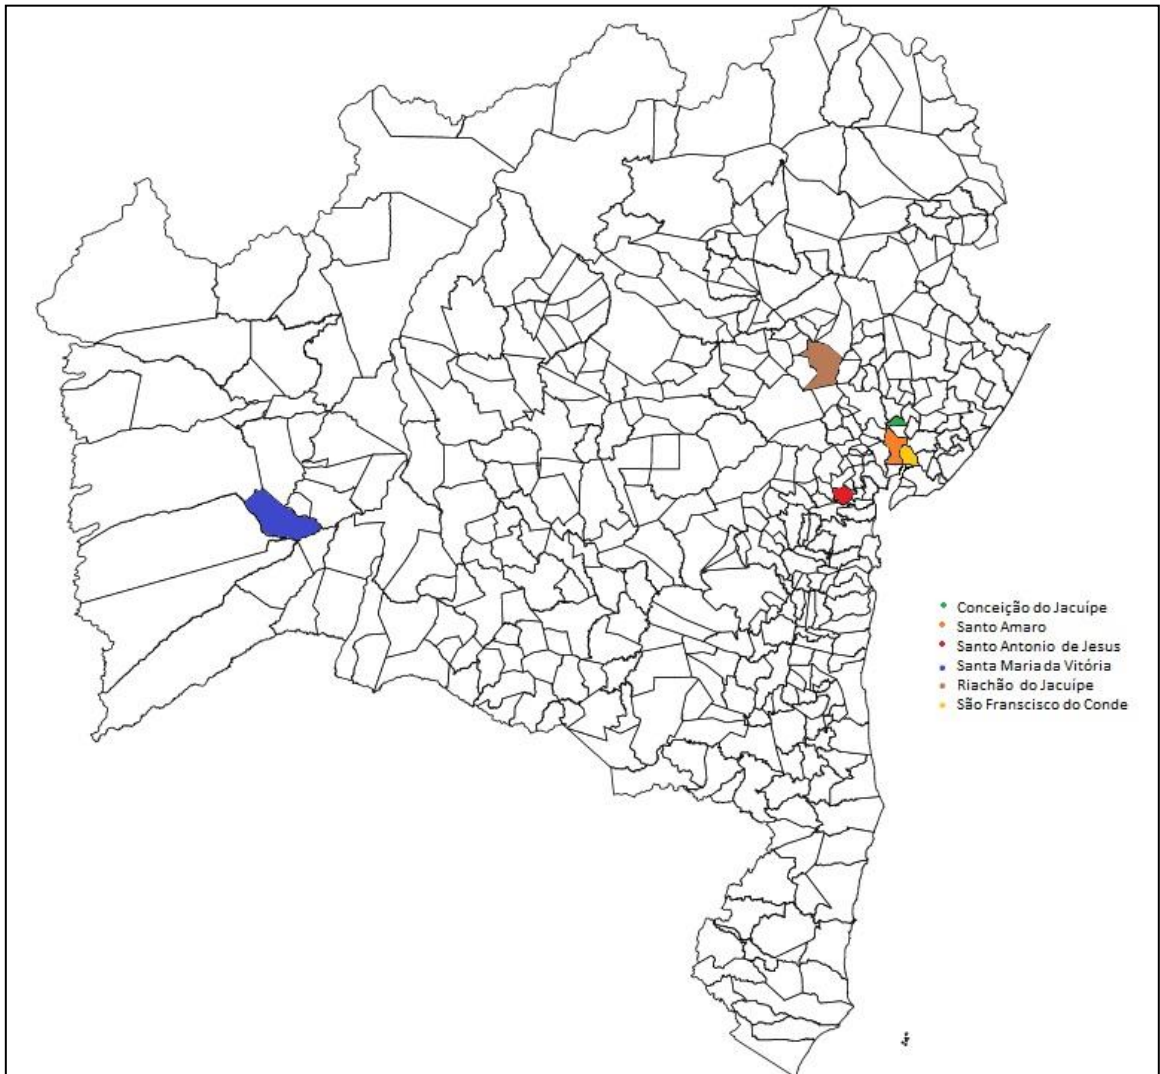 Conceição do Jacuípe
Santo Amaro
Santo Antonio de Jesus
Santa Maria da Vitória
Riachão do Jacuípe
São Franscisco do Conde